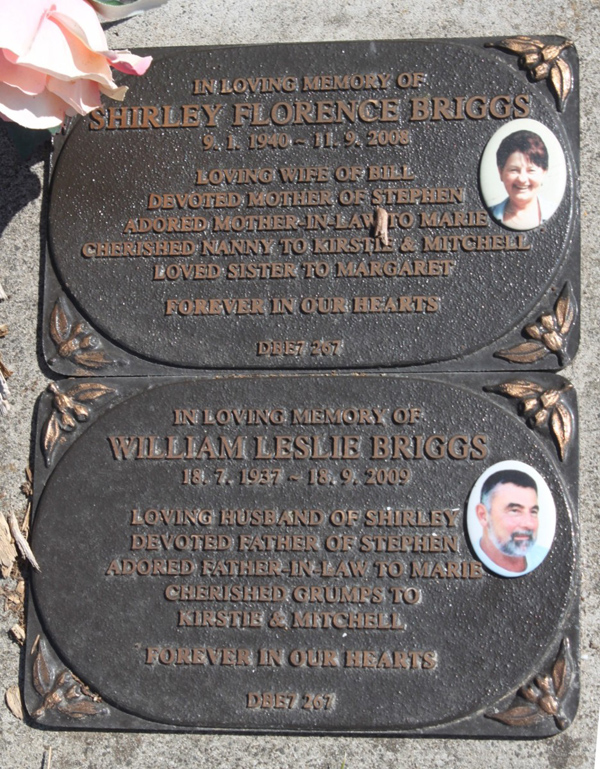 IN LOVING MEMORY OF
SHIRLEY FLORENCE BRIGGS
9. 1. 1940 ~ 11. 9. 2008
LOVING WIFE OF BILL
DEVOTED MOTHER OF STEPHEN
ADORED MOTHER-IN-LAW TO MARIE
CHERISHED NANNY TO KIRSTIE & MITCHELL
LOVED SISTER TO MARGARET
FOREVER IN OUR HEARTS
DBE7 267
IN LOVING MEMORY OF
WILLIAM LESLIE BRIGGS
18. 7. 1937 ~ 18. 9. 2009
LOVING HUSBAND OF SHIRLEY
DEVOTED FATHER OF STEPHEN
ADORED FATHER-IN-LAW TO MARIE
CHERISHED GRUMPS TO
KIRSTIE & MITCHELL
FOREVER IN OUR HEARTS
DBE7 267